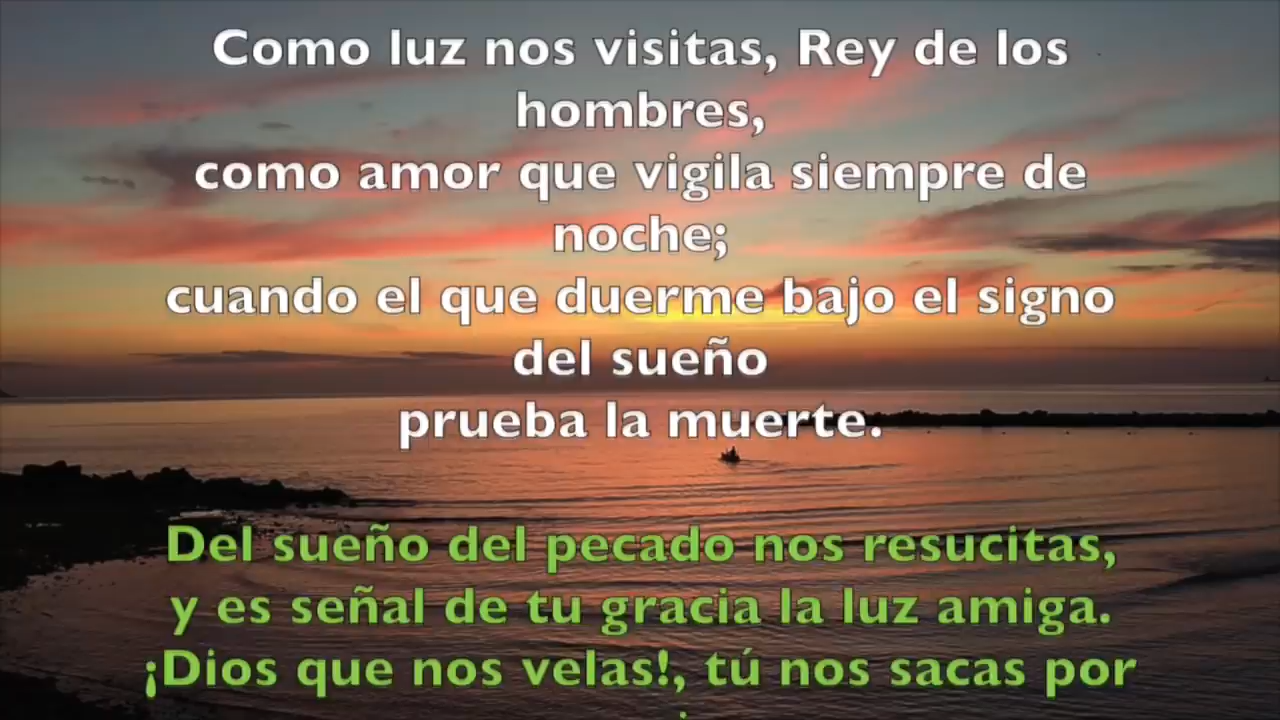 Como luz nos visitas, Rey de los
hombres,
como amor que vigila siempre de
noche;
cuando el que duerme bajo el signo
del sueño
prueba la muerte.
Del sueño del pecado nos resucitas,
y es señal de tu gracia la luz amiga.
¡Dios que nos velas!, tú nos sacas por